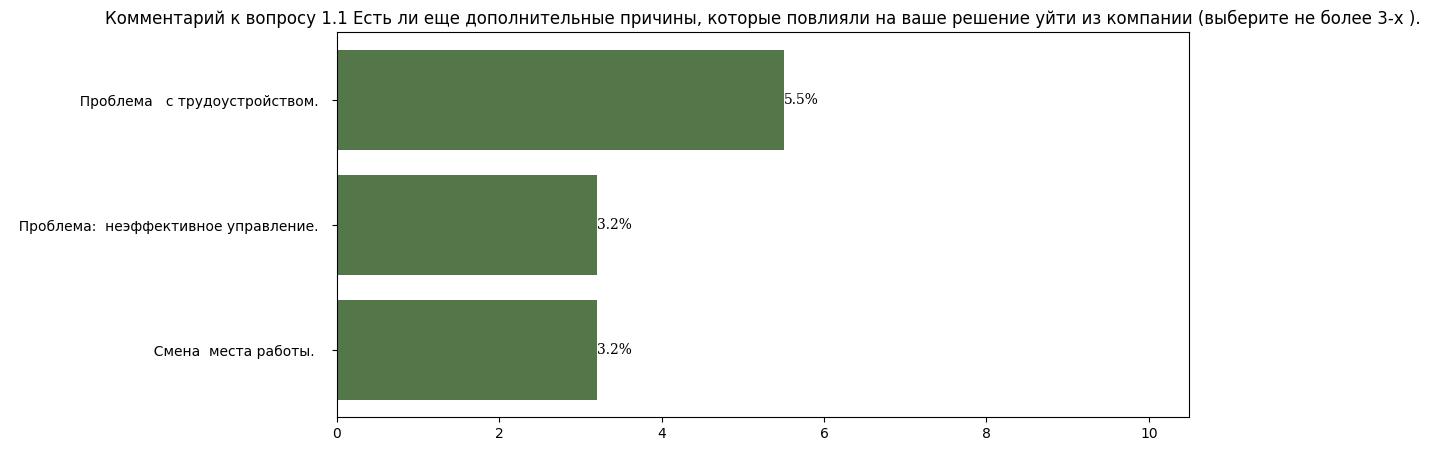 Комментарий к вопросу 1.1 Есть ли еще дополнительные причины, которые повлияли на ваше решение уйти из компании (выберите не более 3-х ).
Проблема   с трудоустройством.
5.5%
Проблема:  неэффективное управление.
3.2%
Смена  места работы.
3.2%
0 2 4 6 8 10